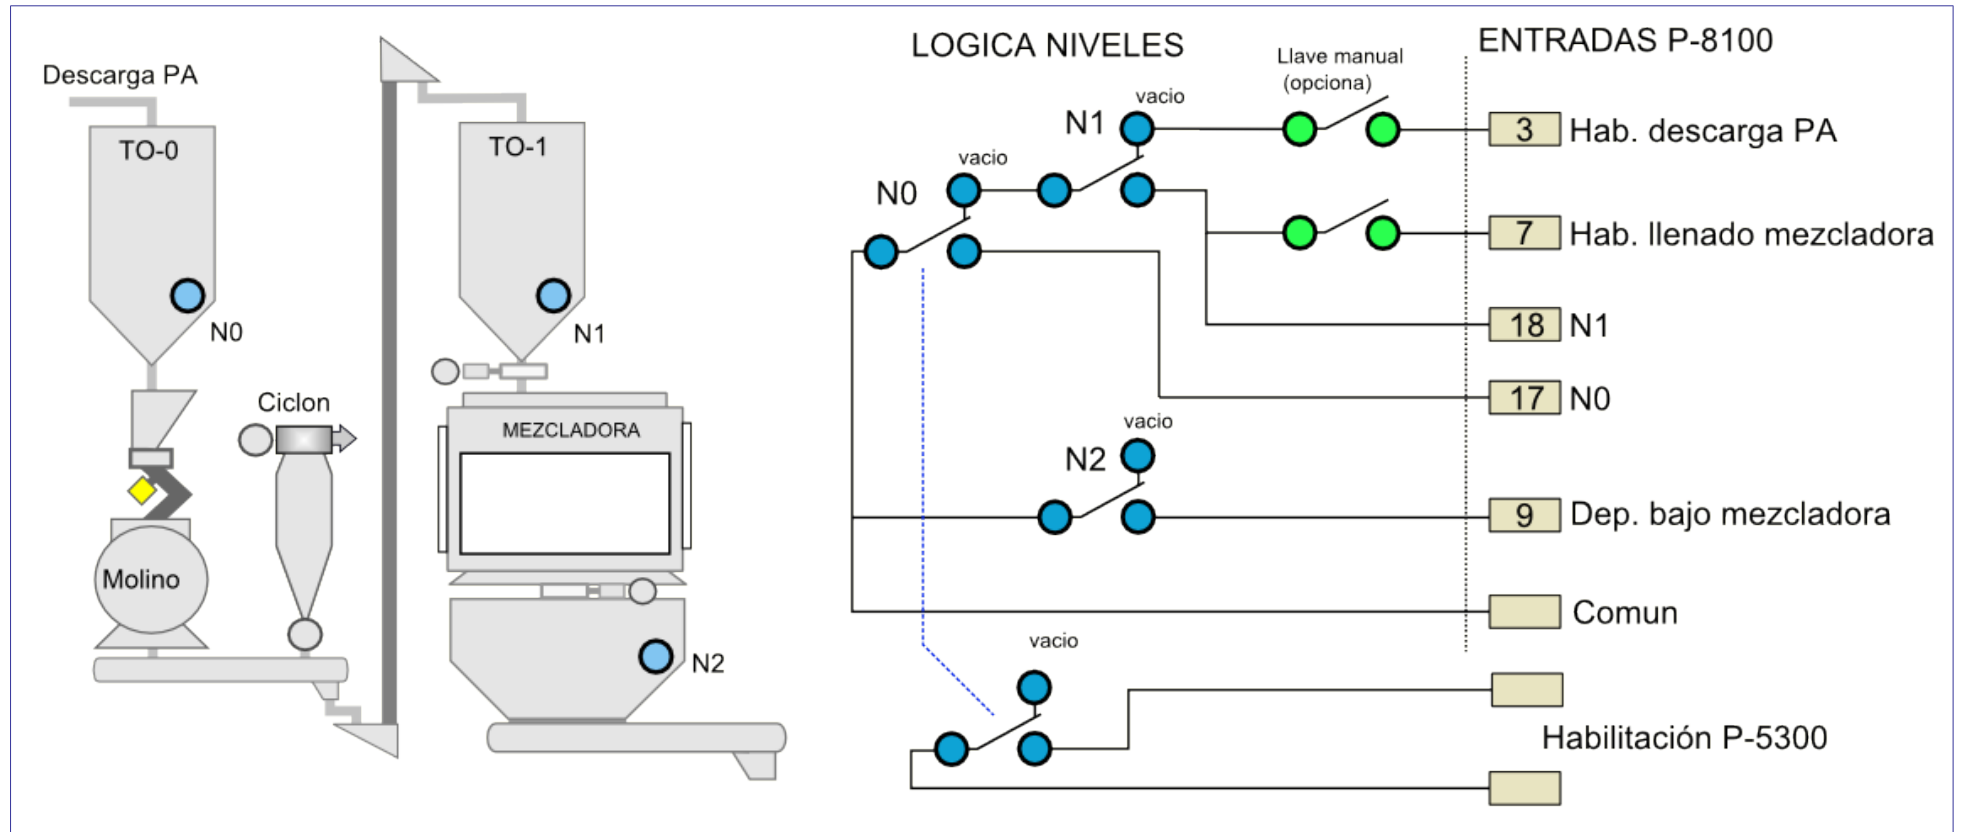 Descarga PA
TO-0
N0
Ciclon
Molino
TO-1
N1
MEZCLADORA
N2
LOGICA NIVELES
ENTRADAS P-8100
Llave manual
(opciona)
vacio
N1
3 Hab. descarga PA
vacio
N0
7 Hab. llenado mezcladora
18 N1
17 N0
vacio
N2
9 Dep. bajo mezcladora
Comun
vacio
Habilitación P-5300